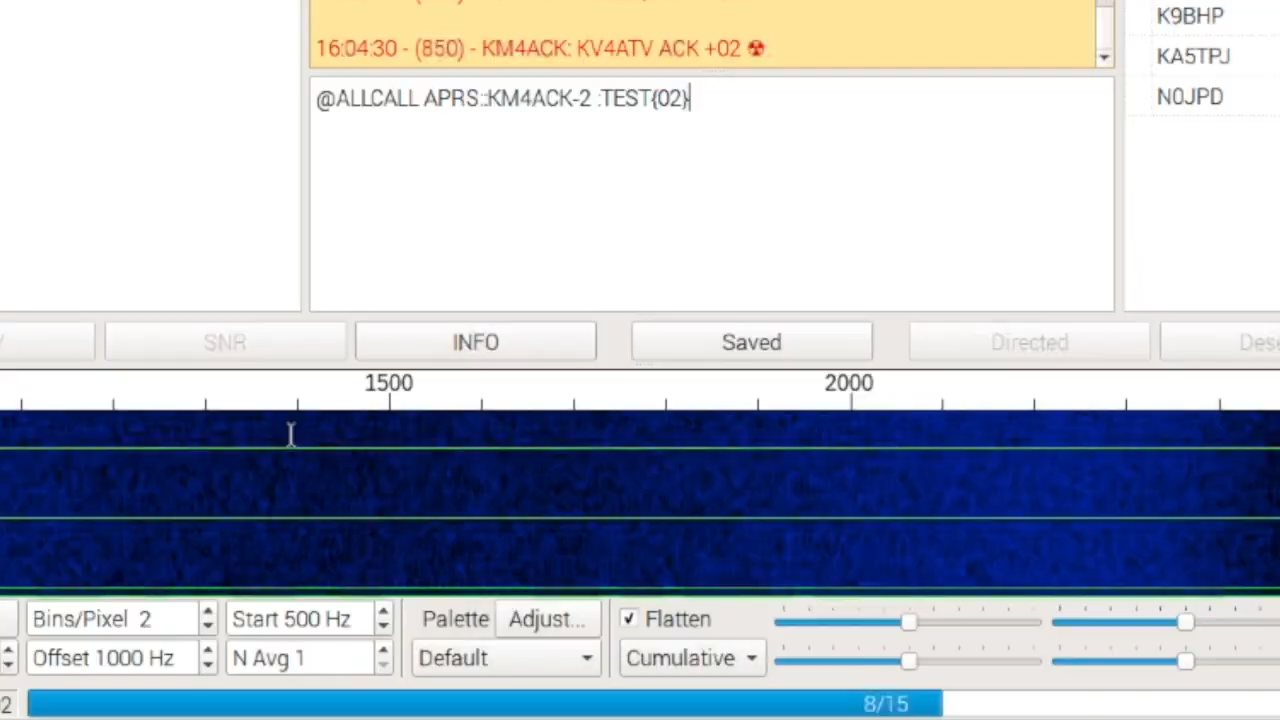 K9BHP
16:04:30 - (850) - KM4ACK: KV4ATV ACK +02 ☢
KA5TPJ
@ALLCALL APRS::KM4ACK-2 :TEST{02}
N0JPD
SNR
INFO
Saved
Directed
1500
2000
Bins/Pixel 2
Start 500 Hz
Palette
Adjust...
Flatten
Offset 1000 Hz
N Avg 1
Default
Cumulative
8/15